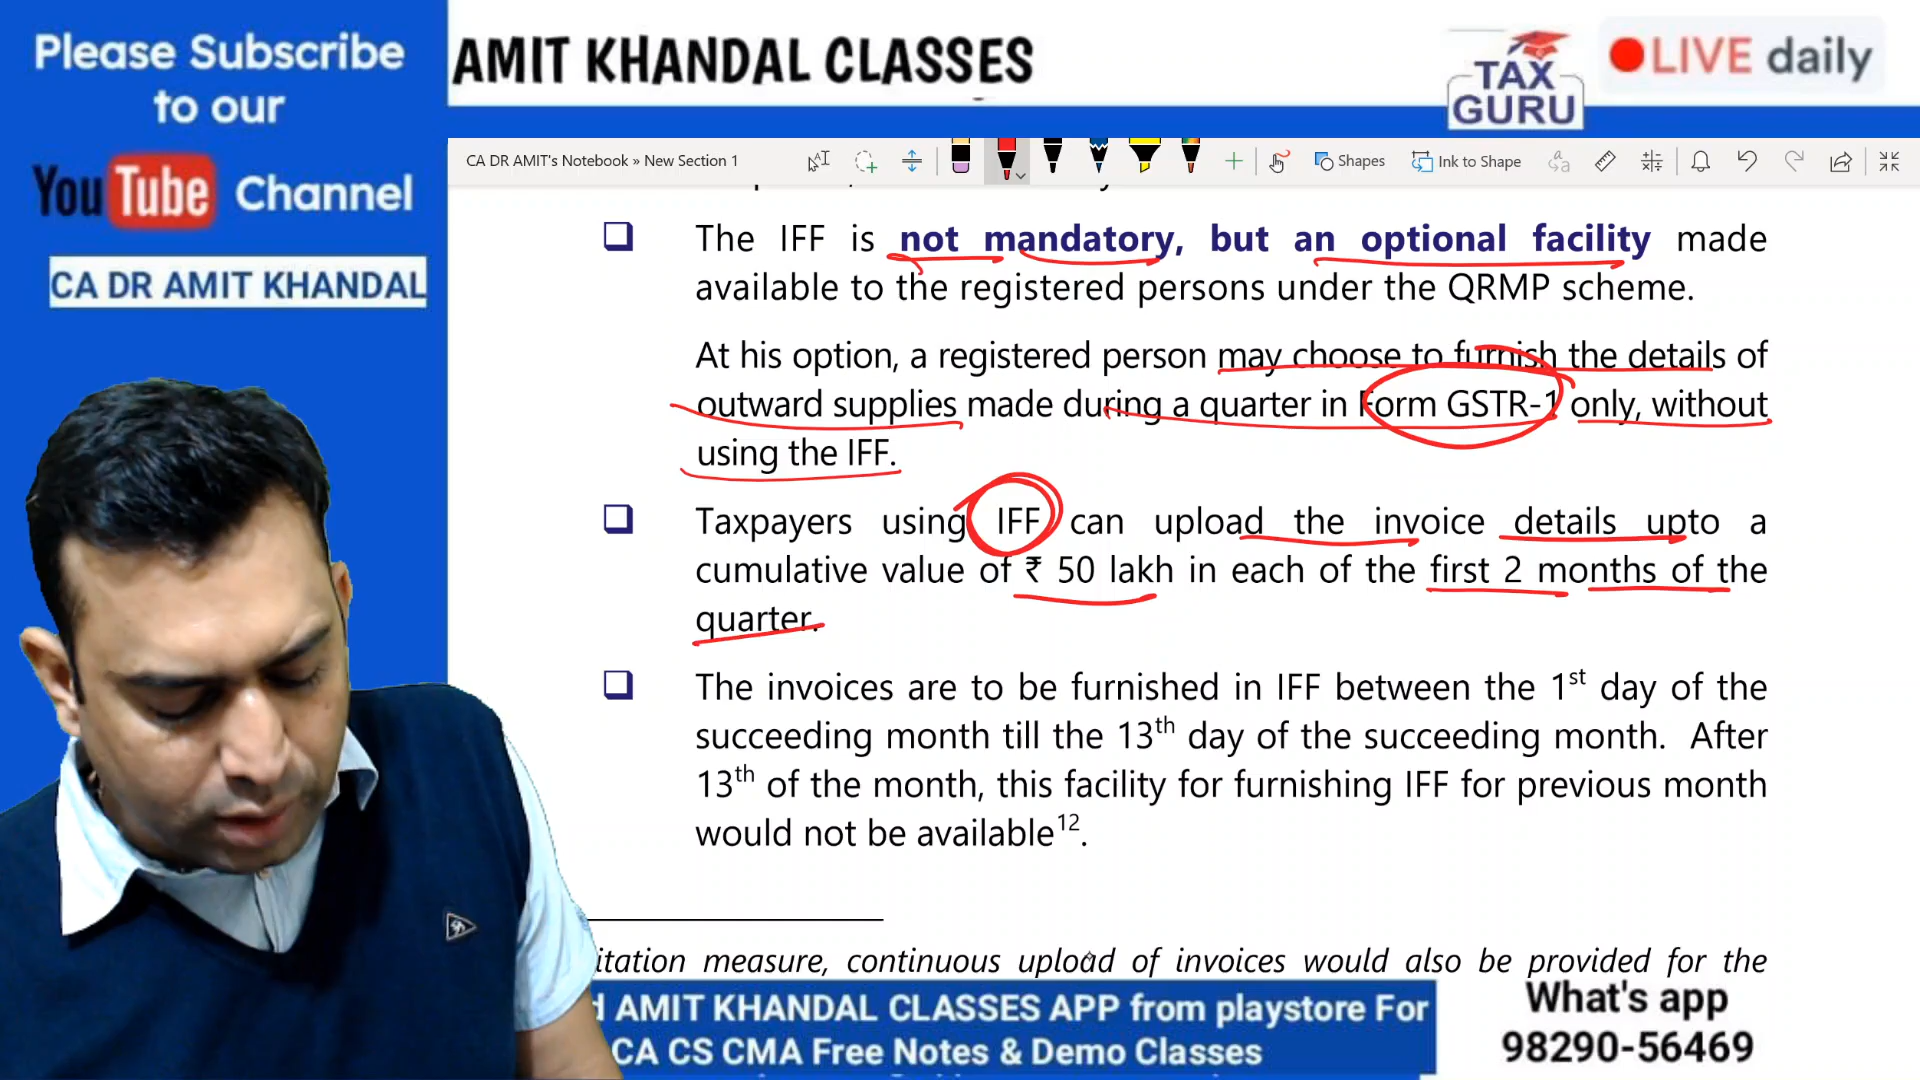 Please Subscribe
to our
YouTube Channel
CA DR AMIT KHANDAL
AMIT KHANDAL CLASSES
TAX
GURU
LIVE daily
CA DR AMIT's Notebook » New Section 1
Shapes
Ink to Shape
The IFF is not mandatory, but an optional facility made
available to the registered persons under the QRMP scheme.
At his option, a registered person may choose to furnish the details of
outward supplies made during a quarter in Form GSTR-1 only, without
using the IFF.
Taxpayers using IFF can upload the invoice details upto a
cumulative value of ₹ 50 lakh in each of the first 2 months of the
quarter.
The invoices are to be furnished in IFF between the 1st day of the
succeeding month till the 13th day of the succeeding month. After
13th of the month, this facility for furnishing IFF for previous month
would not be available12.
itation measure, continuous upload of invoices would also be provided for the
d AMIT KHANDAL CLASSES APP from playstore For
CA CS CMA Free Notes & Demo Classes
What's app
98290-56469